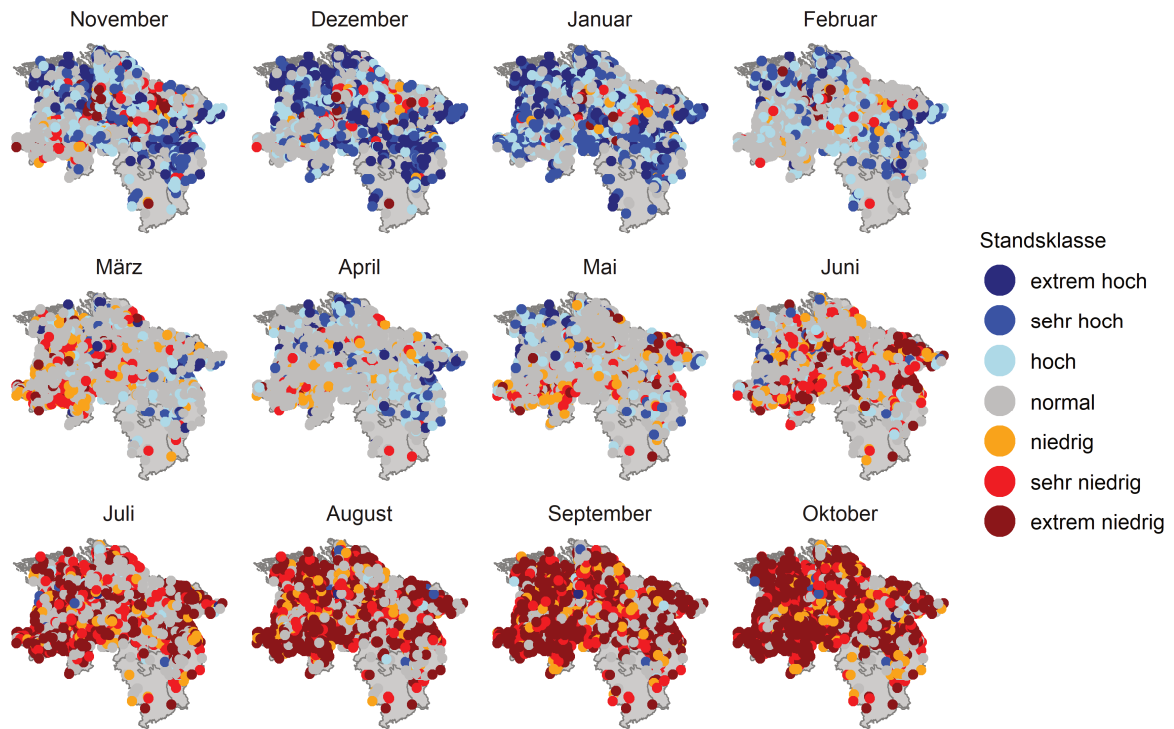 November
Dezember
Januar
Februar
März
April
Mai
Juni
Juli
August
September
Oktober
Standsklasse
extrem hoch
sehr hoch
hoch
normal
niedrig
sehr niedrig
extrem niedrig